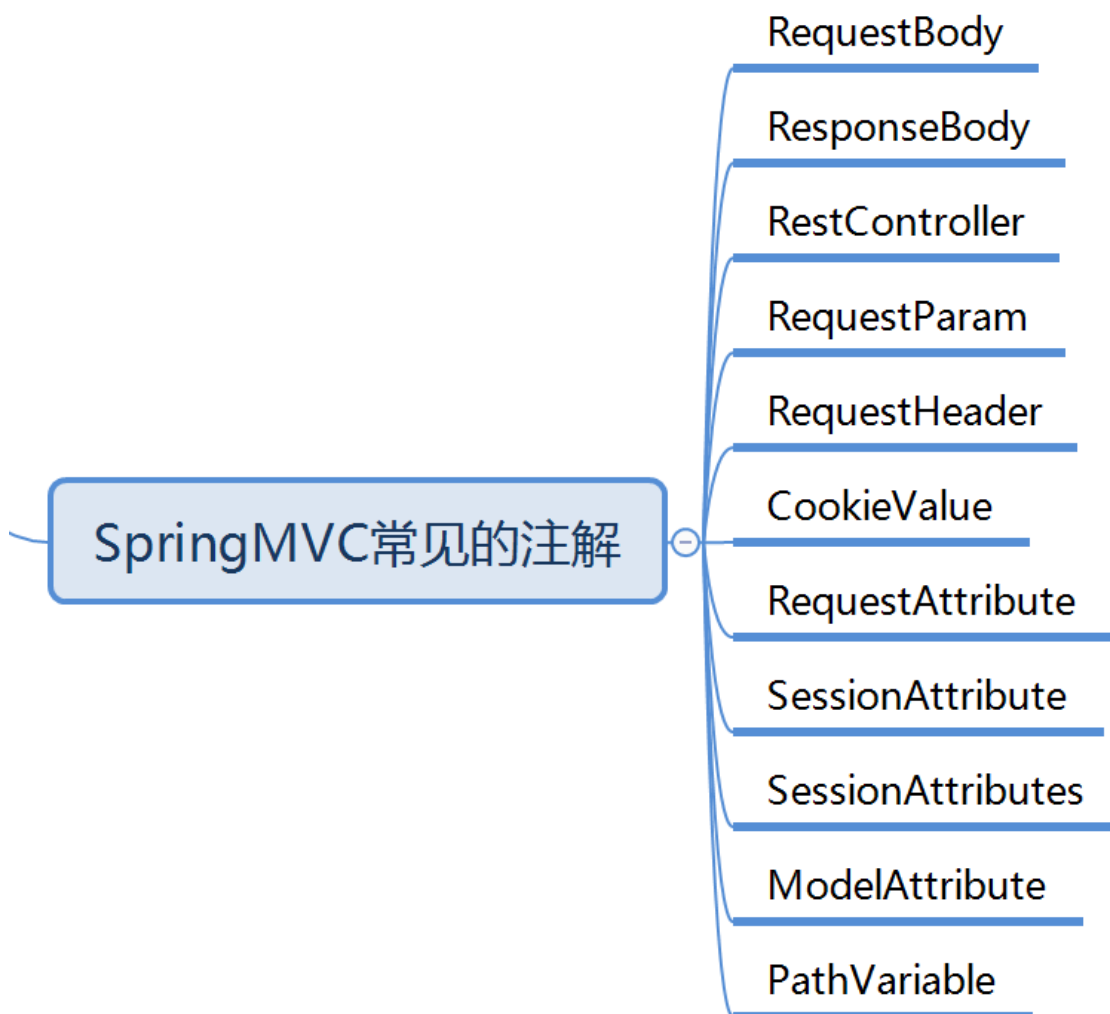 RequestBody
ResponseBody
RestController
RequestParam
RequestHeader
CookieValue
SpringMVC常见的注解
RequestAttribute
SessionAttribute
SessionAttributes
ModelAttribute
PathVariable